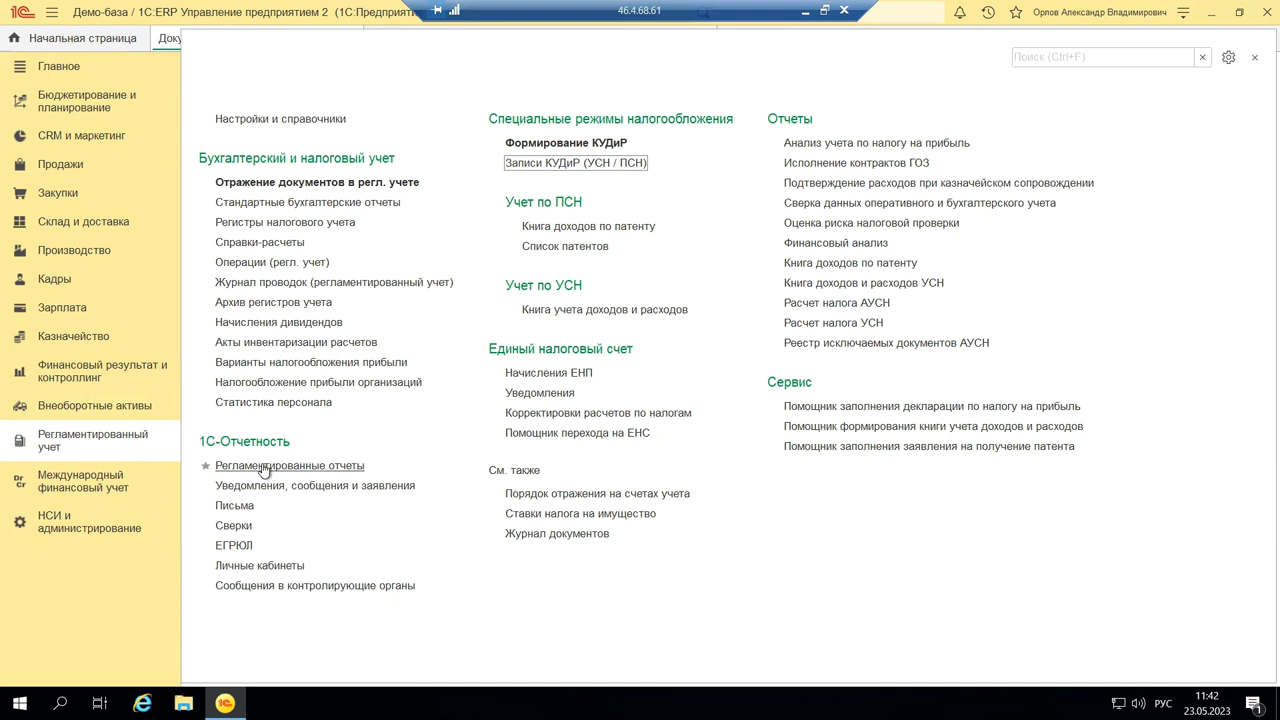 Демо-база / 1С:ERP Управление предприятием 2 (1С:Предприяти
46.4.68.61
Орлов Александр Владимирович
Начальная страница
Доку
Поиск (Ctrl+F)
Главное
Бюджетирование и
планирование
CRM и маркетинг
Продажи
Закупки
Склад и доставка
Производство
Кадры
Зарплата
Казначейство
Финансовый результат и
контроллинг
Внеоборотные активы
Регламентированный
учет
Международный
финансовый учет
НСИ и
администрирование
Настройки и справочники
Бухгалтерский и налоговый учет
Отражение документов в регл. учете
Стандартные бухгалтерские отчеты
Регистры налогового учета
Справки-расчеты
Операции (регл. учет)
Журнал проводок (регламентированный учет)
Архив регистров учета
Начисления дивидендов
Акты инвентаризации расчетов
Варианты налогообложения прибыли
Налогообложение прибыли организаций
Статистика персонала
1С-Отчетность
Регламентированные отчеты
Уведомления, сообщения и заявления
Письма
Сверки
ЕГРЮЛ
Личные кабинеты
Сообщения в контролирующие органы
Специальные режимы налогообложения
Формирование КУДиР
Записи КУДиР (УСН / ПСН)
Учет по ПСН
Книга доходов по патенту
Список патентов
Учет по УСН
Книга учета доходов и расходов
Единый налоговый счет
Начисления ЕНП
Уведомления
Корректировки расчетов по налогам
Помощник перехода на ЕНС
См. также
Порядок отражения на счетах учета
Ставки налога на имущество
Журнал документов
Отчеты
Анализ учета по налогу на прибыль
Исполнение контрактов ГОЗ
Подтверждение расходов при казначейском сопровождении
Сверка данных оперативного и бухгалтерского учета
Оценка риска налоговой проверки
Финансовый анализ
Книга доходов по патенту
Книга доходов и расходов УСН
Расчет налога АУСН
Расчет налога УСН
Реестр исключаемых документов АУСН
Сервис
Помощник заполнения декларации по налогу на прибыль
Помощник формирования книги учета доходов и расходов
Помощник заполнения заявления на получение патента
РУС
11:42
23.05.2023
1